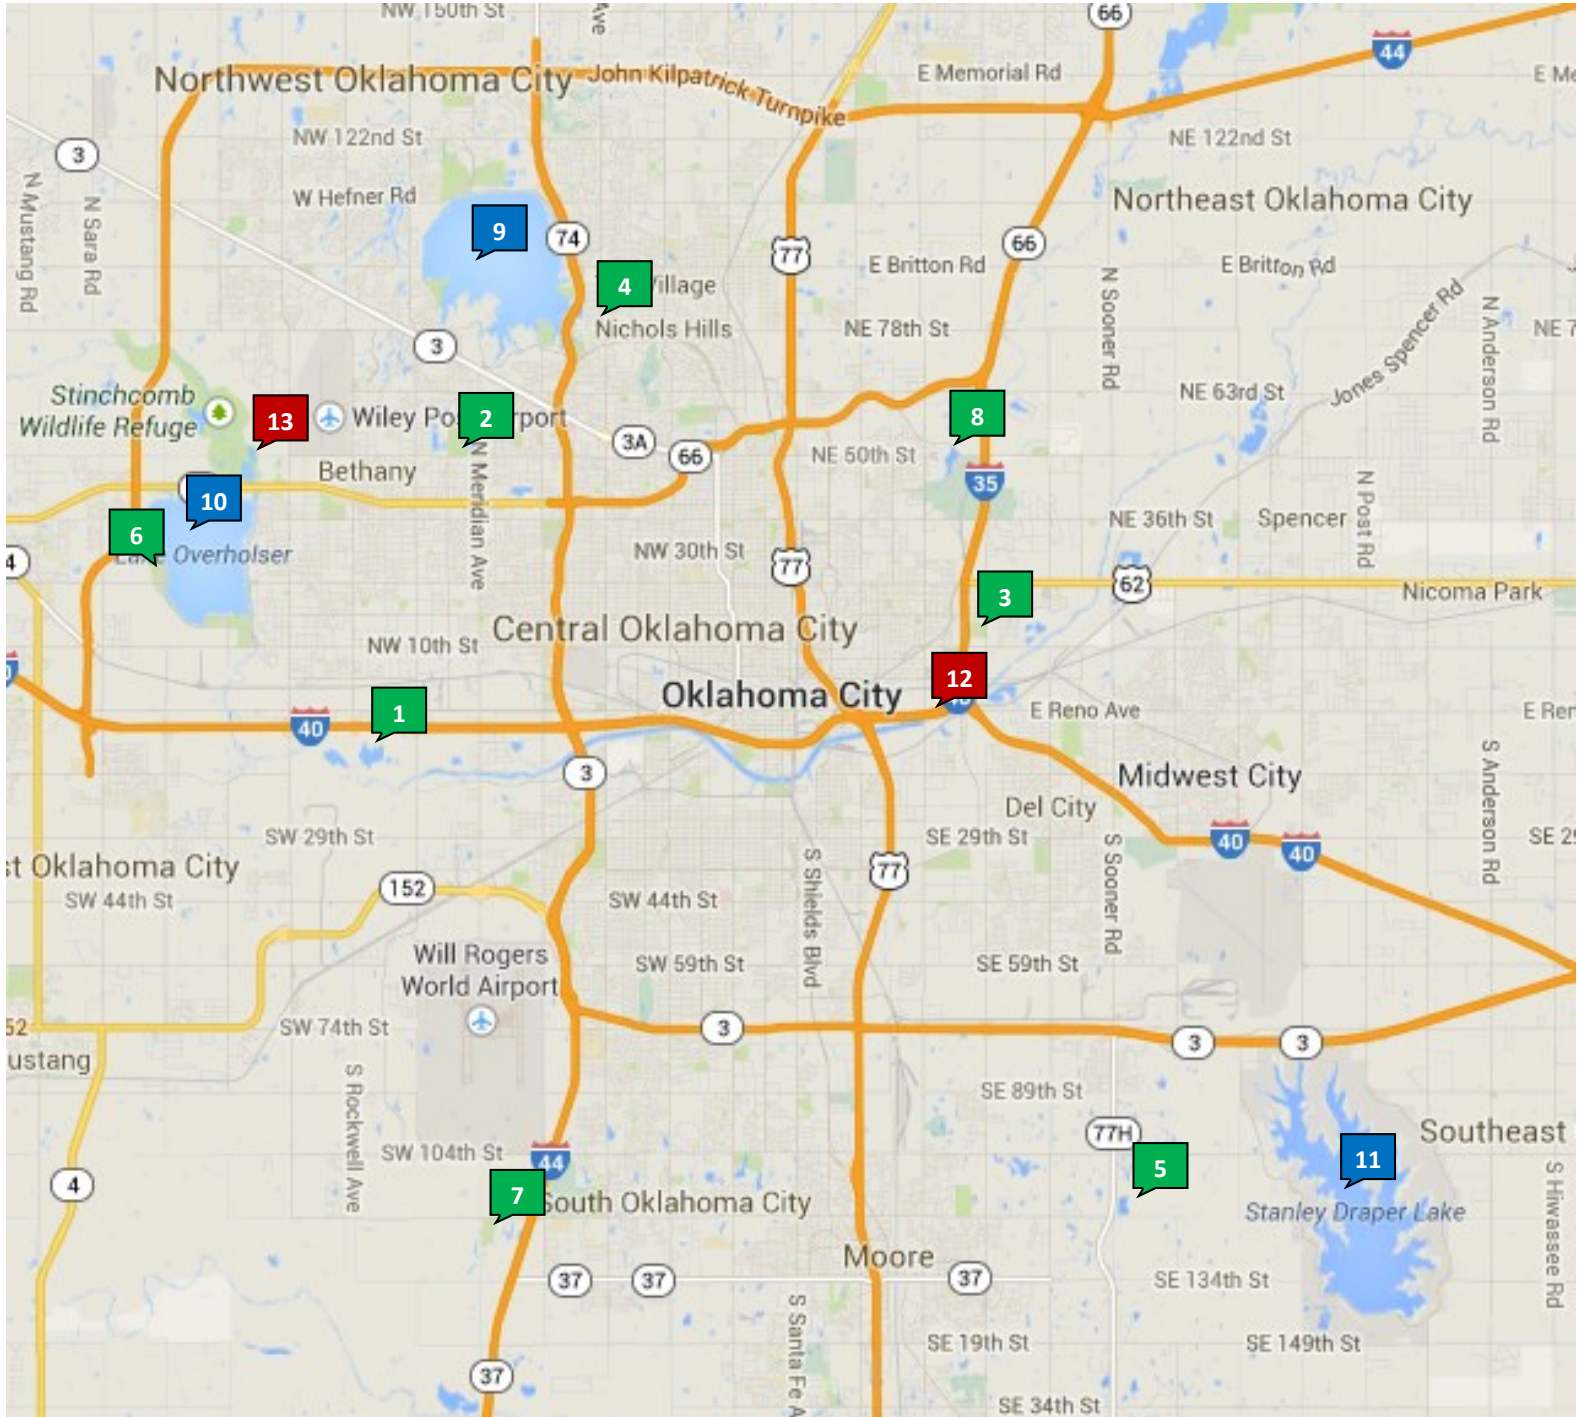 NW 150th St
Ave
66
44
Northwest Oklahoma City
John Kilpatrick Turnpike
E Memorial Rd
NW 122nd St
NE 122nd St
3
W Hefner Rd
N Mustang Rd
N Sara Rd
Northeast Oklahoma City
9
74
77
66
E Britton Rd
E Britton Rd
4
Village
Nichols Hills
NE 78th St
N Sooner Rd
Jones Spencer Rd
N Anderson Rd
3
Stinchcomb
Wildlife Refuge
13
Wiley Post Airport
2
8
NE 63rd St
3A
66
NE 50th St
Bethany
N Meridian Ave
35
N Post Rd
10
6
Lake Overholser
NE 36th St
Spencer
NW 30th St
4
77
62
3
Nicoma Park
Central Oklahoma City
NW 10th St
12
Oklahoma City
40
1
40
E Reno Ave
Midwest City
3
Del City
SW 29th St
SE 29th St
S Sooner Rd
S Anderson Rd
40
40
st Oklahoma City
152
77
SW 44th St
SW 44th St
S Shields Blvd
Will Rogers
World Airport
SW 59th St
SE 59th St
52
SW 74th St
3
3
3
ustang
S Rockwell Ave
SE 89th St
77H
Southeast
SW 104th St
44
5
11
4
7
South Oklahoma City
Stanley Draper Lake
S Hiwassee Rd
Moore
37
37
37
SE 134th St
S Santa Fe A
SE 19th St
SE 149th St
37
SE 34th St